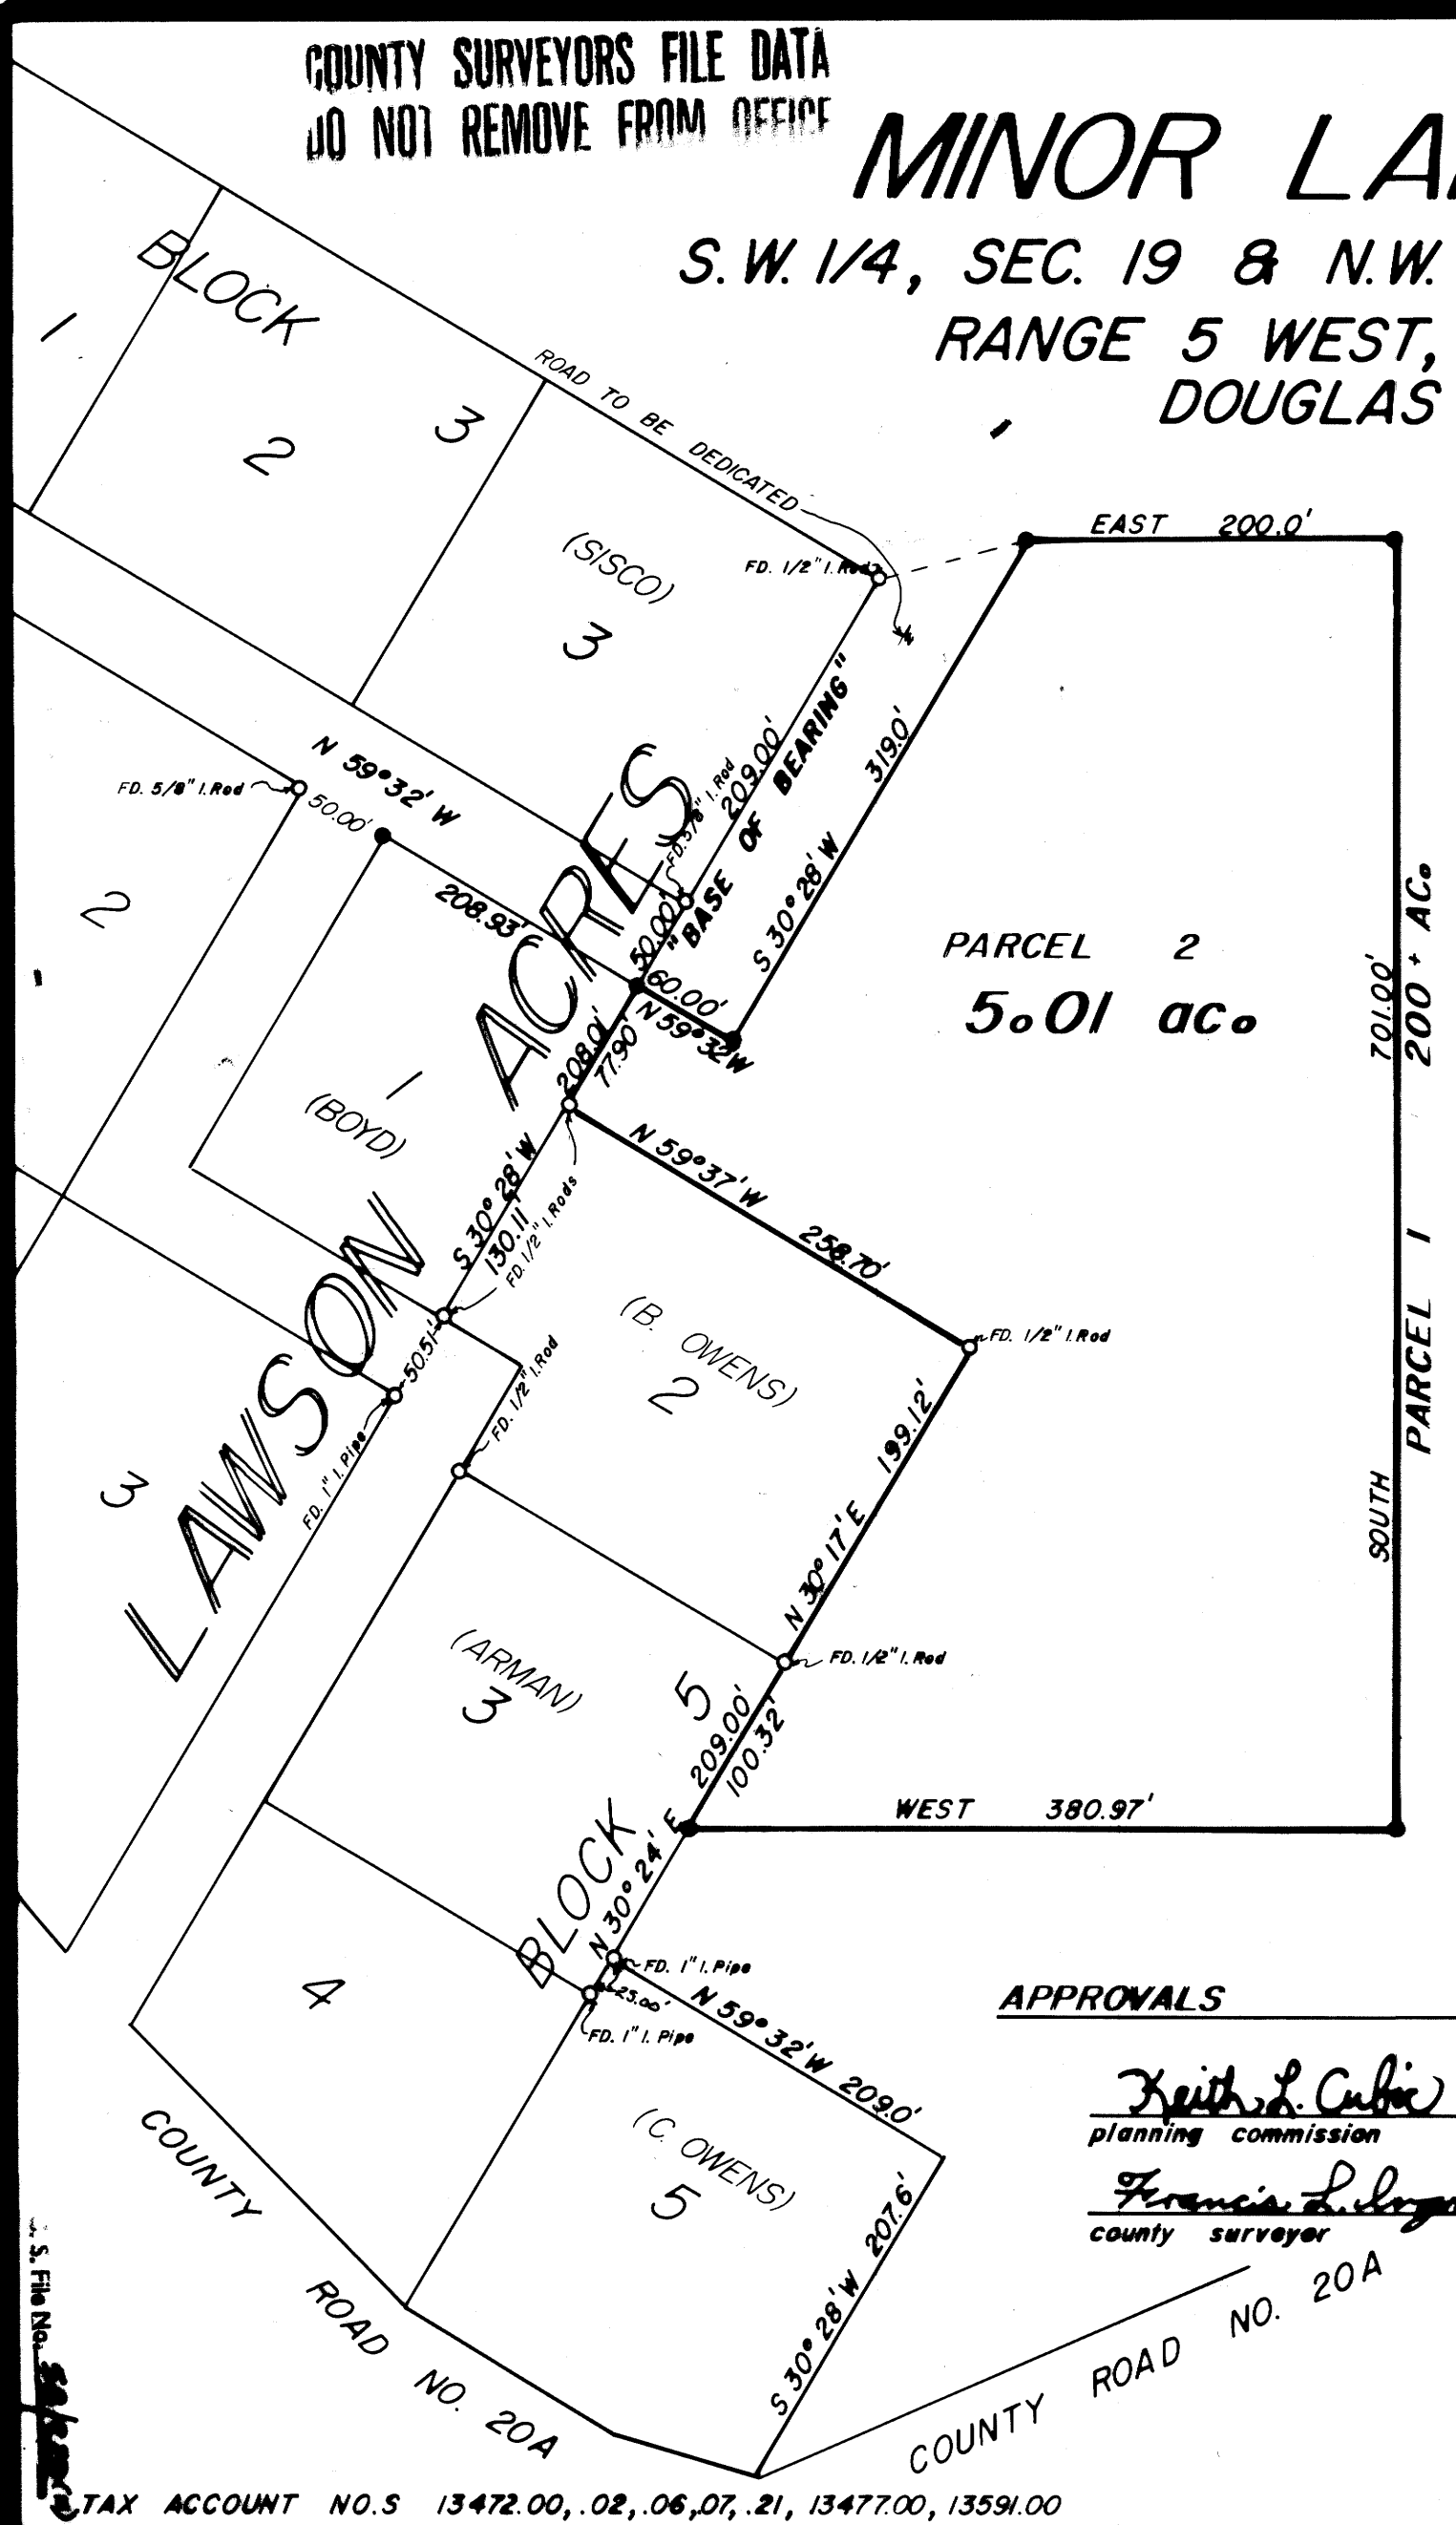 COUNTY SURVEYORS FILE DATA
DO NOT REMOVE FROM OFFICE
MINOR LA
S.W. 1/4, SEC. 19 & N.W.
RANGE 5 WEST,
DOUGLAS
BLOCK
3
1
2
ROAD TO BE DEDICATED
(SISCO)
3
FD. 1/2" I. Rod
EAST 200.0'
N 59°32' W
FD. 5/8" I. Rod
50.00'
208.93'
FD. 5/8" I. Rod
209.00'
"BASE OF BEARING"
319.0'
S 30°28' W
50.00'
60.00'
N 59°32' W
208.01'
77.90'
PARCEL 2
5.01 ac.
701.00'
SOUTH
200+ AC.
PARCEL 1
2
1
(BOYD)
LAWSON ACRES
S 30°28' W
130.11'
FD. 1/2" I. Rods
N 59°37' W 258.70'
(B. OWENS)
2
FD. 1/2" I. Rod
50.51'
FD. 1/2" I. Rod
FD. 1" I. Pipe
3
199.12'
N 30°17' E
FD. 1/2" I. Rod
(ARMAN)
3
BLOCK 5
209.00'
100.32'
N 30°24' E
WEST 380.97'
FD. 1" I. Pipe
25.00'
FD. 1" I. Pipe
N 59°32' W 209.0'
4
(C. OWENS)
5
S 30°28' W 207.6'
APPROVALS
Keith L. Cubic
planning commission
Francis L.
county surveyor
COUNTY ROAD NO. 20A
COUNTY ROAD NO. 20A
S. File No.
TAX ACCOUNT NO.S 13472.00, .02, .06, .07, .21, 13477.00, 13591.00